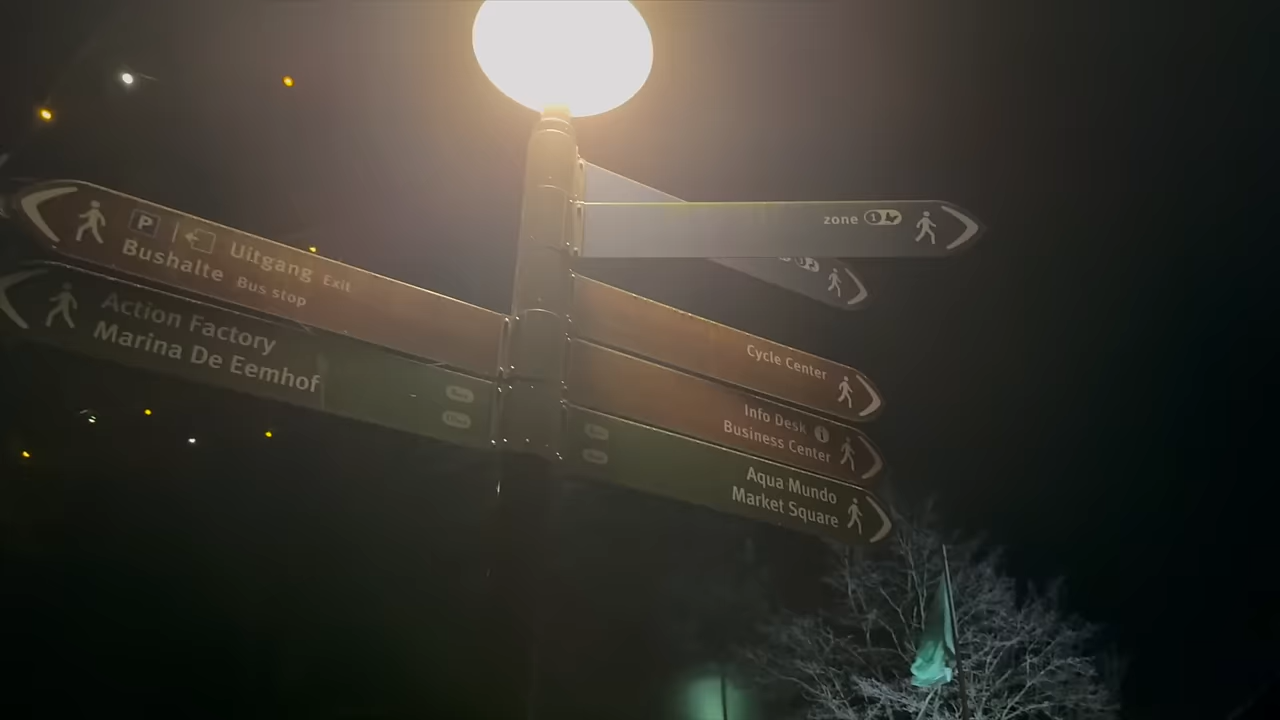 zone 1
P Uitgang Exit
Bushalte Bus stop
Action Factory
Marina De Eemhof
Cycle Center
Info Desk i
Business Center
Aqua Mundo
Market Square